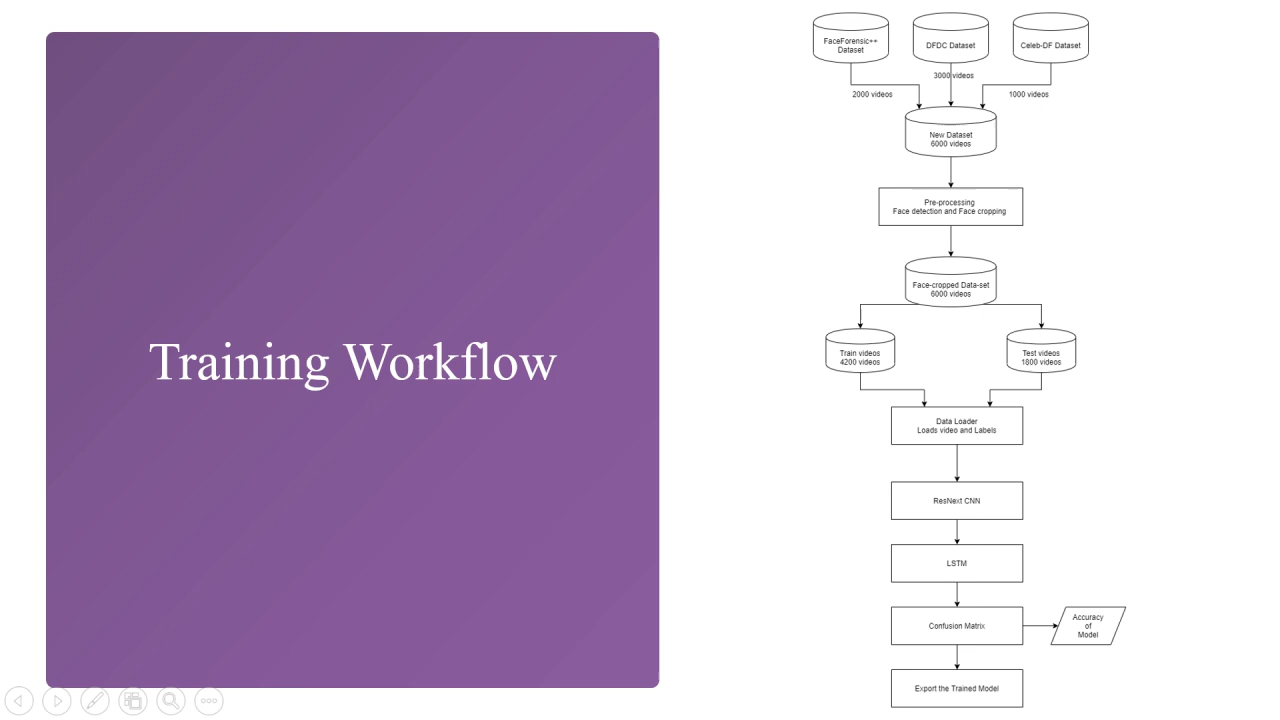 Training Workflow
FaceForensic++
Dataset
DFDC Dataset
Celeb-DF Dataset
3000 videos
2000 videos
1000 videos
New Dataset
6000 videos
Pre-processing
Face detection and Face cropping
Face-cropped Data-set
6000 videos
Train videos
4200 videos
Test videos
1800 videos
Data Loader
Loads video and Labels
ResNext CNN
LSTM
Confusion Matrix
Accuracy
of
Model
Export the Trained Model